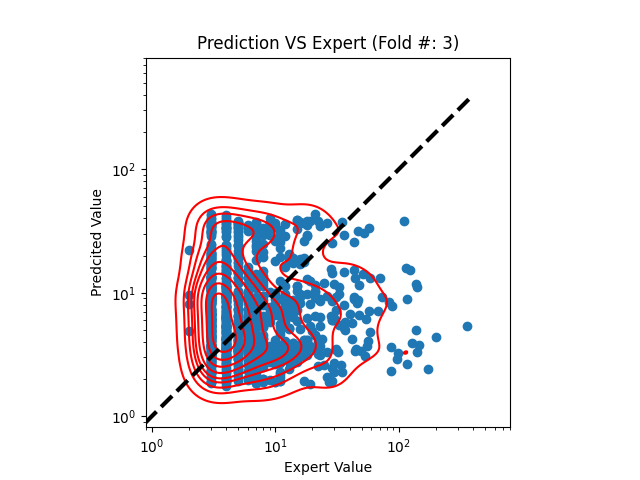 Prediction VS Expert (Fold #: 3)
Predcited Value
10²
10¹
10⁰
10⁰ 10¹ 10²
Expert Value